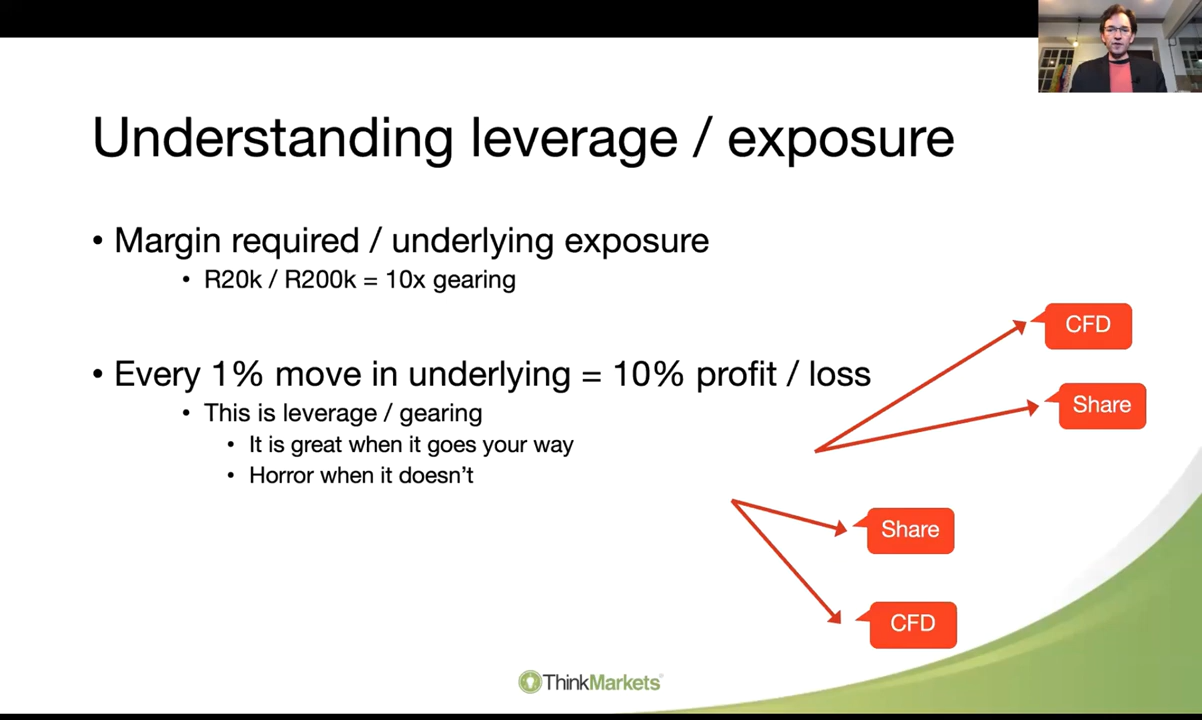 Understanding leverage / exposure
• Margin required / underlying exposure
• R20k / R200k = 10x gearing
• Every 1% move in underlying = 10% profit / loss
• This is leverage / gearing
• It is great when it goes your way
• Horror when it doesn’t
CFD
Share
Share
CFD
ThinkMarkets